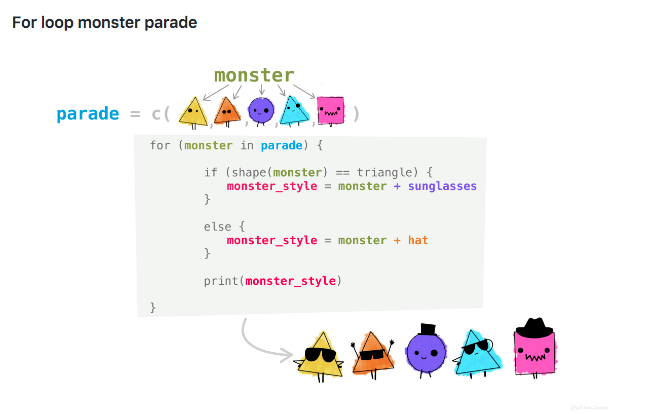 For loop monster parade
monster
parade = c( , , , , )
for (monster in parade) {
if (shape(monster) == triangle) {
monster_style = monster + sunglasses
}
else {
monster_style = monster + hat
}
print(monster_style)
}